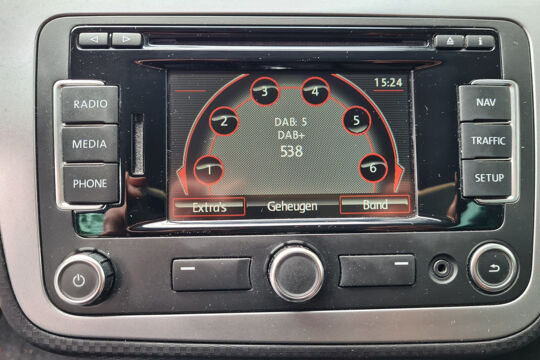 RADIO
MEDIA
PHONE
15:24
1
2
3
4
5
6
DAB: 5
DAB+
538
Extra's
Geheugen
Band
NAV
TRAFFIC
SETUP
i